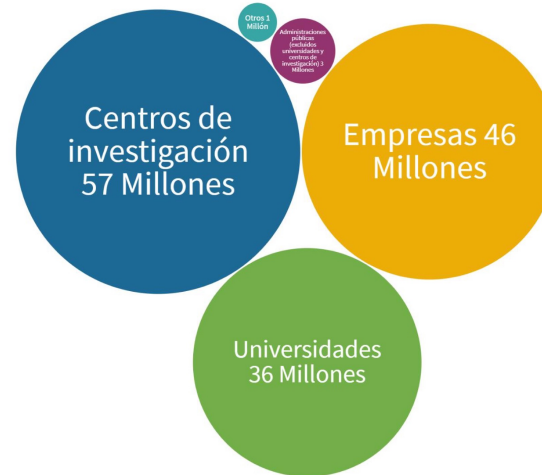 Otros 1
Millón
Administraciones
públicas
(excluidos
universidades y
centros de
investigación) 3
Millones
Centros de
investigación
57 Millones
Empresas 46
Millones
Universidades
36 Millones